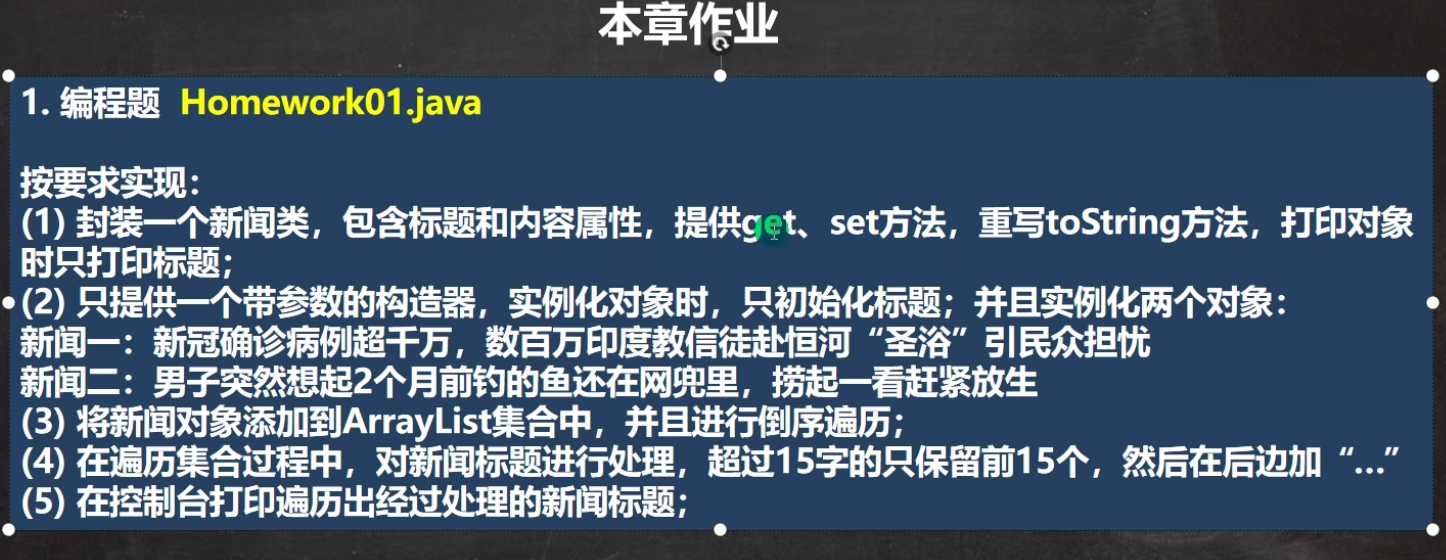 本章作业
1. 编程题 Homework01.java
按要求实现：
(1) 封装一个新闻类，包含标题和内容属性，提供get、set方法，重写toString方法，打印对象
时只打印标题；
(2) 只提供一个带参数的构造器，实例化对象时，只初始化标题；并且实例化两个对象：
新闻一：新冠确诊病例超千万，数百万印度教信徒赴恒河“圣浴”引民众担忧
新闻二：男子突然想起2个月前钓的鱼还在网兜里，捞起一看赶紧放生
(3) 将新闻对象添加到ArrayList集合中，并且进行倒序遍历；
(4) 在遍历集合过程中，对新闻标题进行处理，超过15字的只保留前15个，然后在后边加“…”
(5) 在控制台打印遍历出经过处理的新闻标题；